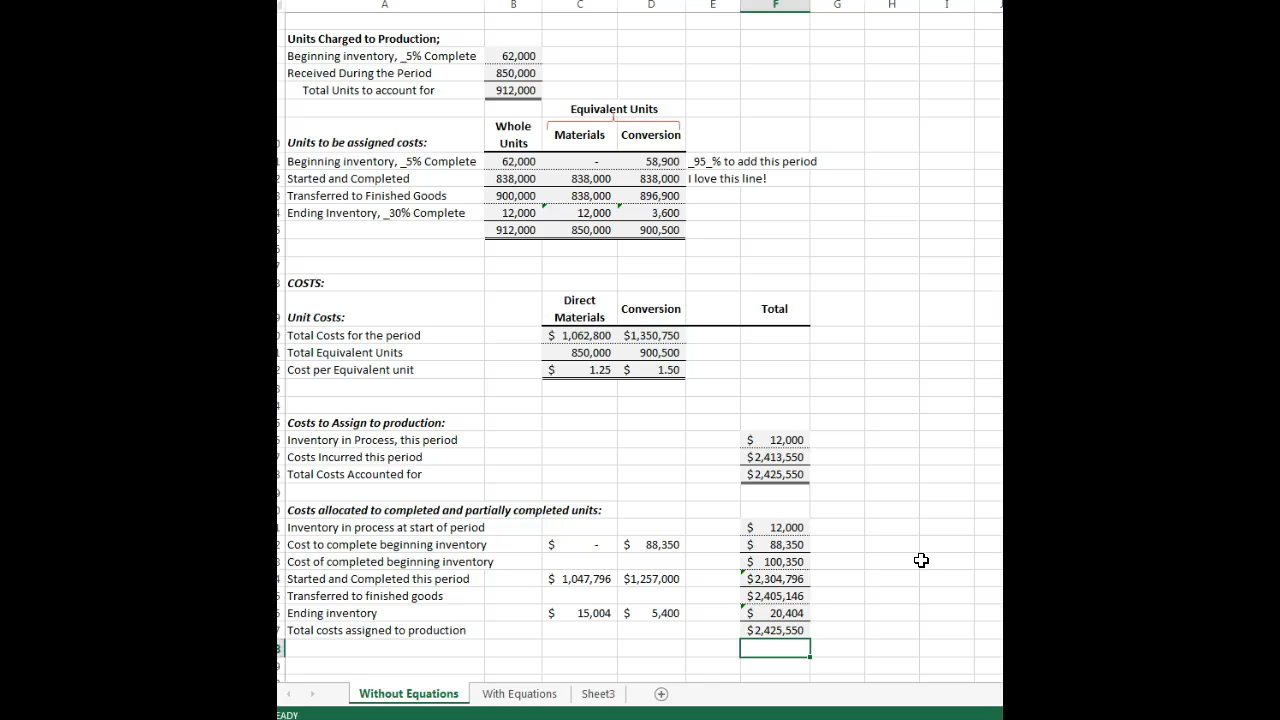 A B C D E F G H I
Units Charged to Production;
Beginning inventory, _5% Complete 62,000
Received During the Period 850,000
Total Units to account for 912,000
Equivalent Units
Units to be assigned costs: Whole Units Materials Conversion
Beginning inventory, _5% Complete 62,000 - 58,900 _95_% to add this period
Started and Completed 838,000 838,000 838,000 I love this line!
Transferred to Finished Goods 900,000 838,000 896,900
Ending Inventory, _30% Complete 12,000 12,000 3,600
912,000 850,000 900,500
COSTS:
Unit Costs: Direct Materials Conversion Total
Total Costs for the period $ 1,062,800 $1,350,750
Total Equivalent Units 850,000 900,500
Cost per Equivalent unit $ 1.25 $ 1.50
Costs to Assign to production:
Inventory in Process, this period $ 12,000
Costs Incurred this period $2,413,550
Total Costs Accounted for $2,425,550
Costs allocated to completed and partially completed units:
Inventory in process at start of period $ 12,000
Cost to complete beginning inventory $ - $ 88,350 $ 88,350
Cost of completed beginning inventory $ 100,350
Started and Completed this period $ 1,047,796 $1,257,000 $2,304,796
Transferred to finished goods $2,405,146
Ending inventory $ 15,004 $ 5,400 $ 20,404
Total costs assigned to production $2,425,550
Without Equations With Equations Sheet3